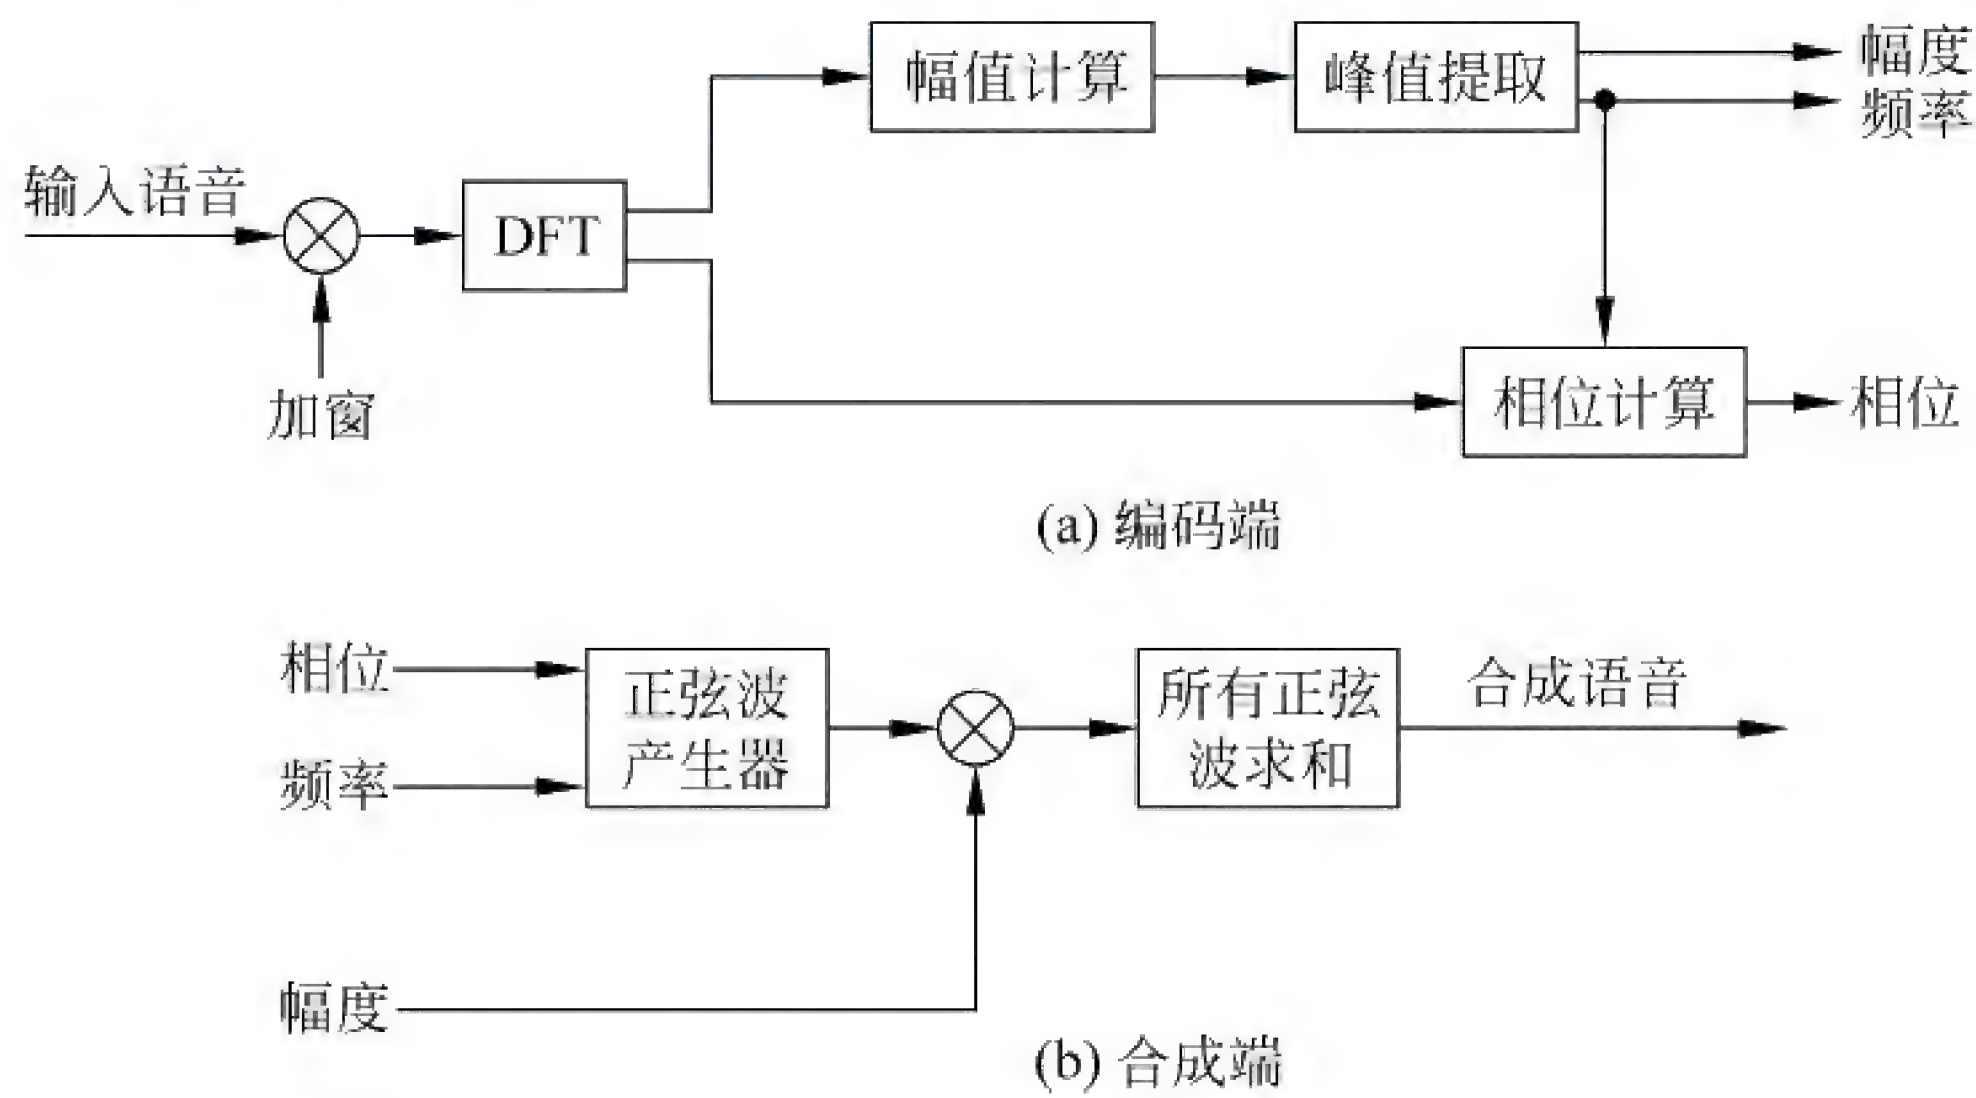 幅值计算
峰值提取
幅度
频率
输入语音
DFT
加窗
相位计算
相位
(a) 编码端
相位
频率
正弦波
产生器
所有正弦
波求和
合成语音
幅度
(b) 合成端